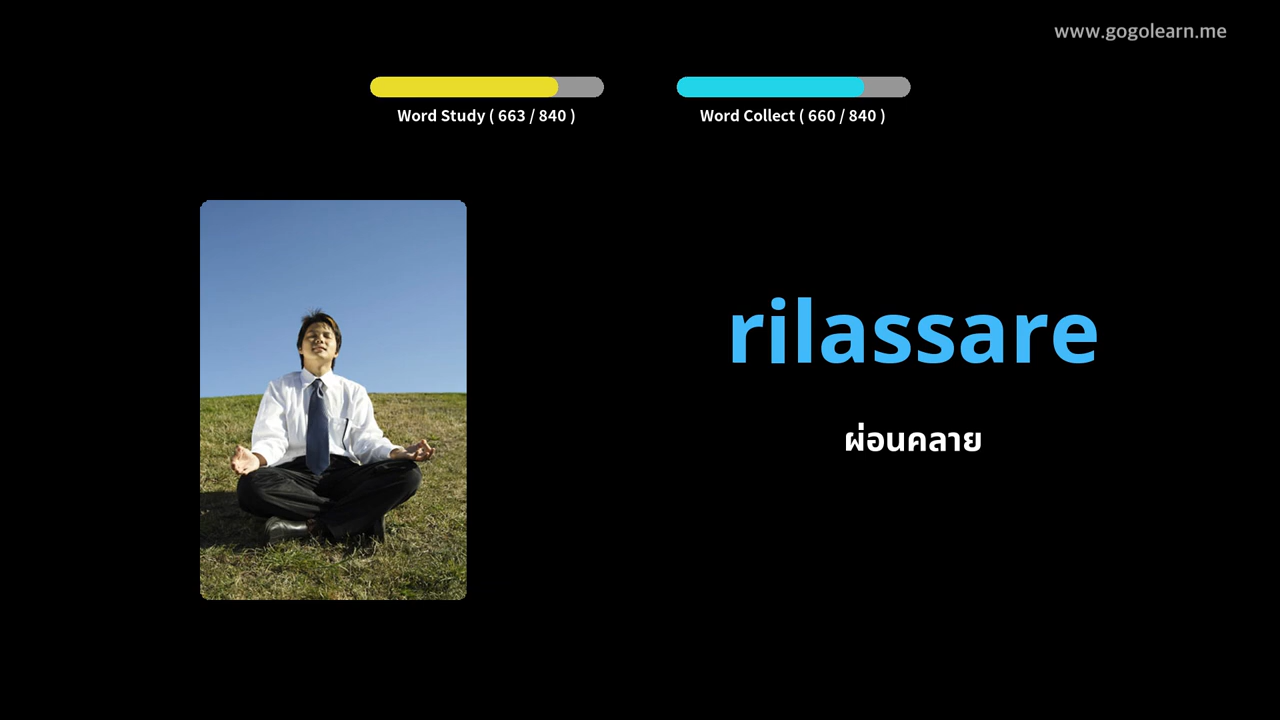 www.gogolearn.me
Word Study ( 663 / 840 )
Word Collect ( 660 / 840 )
rilassare
ผ่อนคลาย